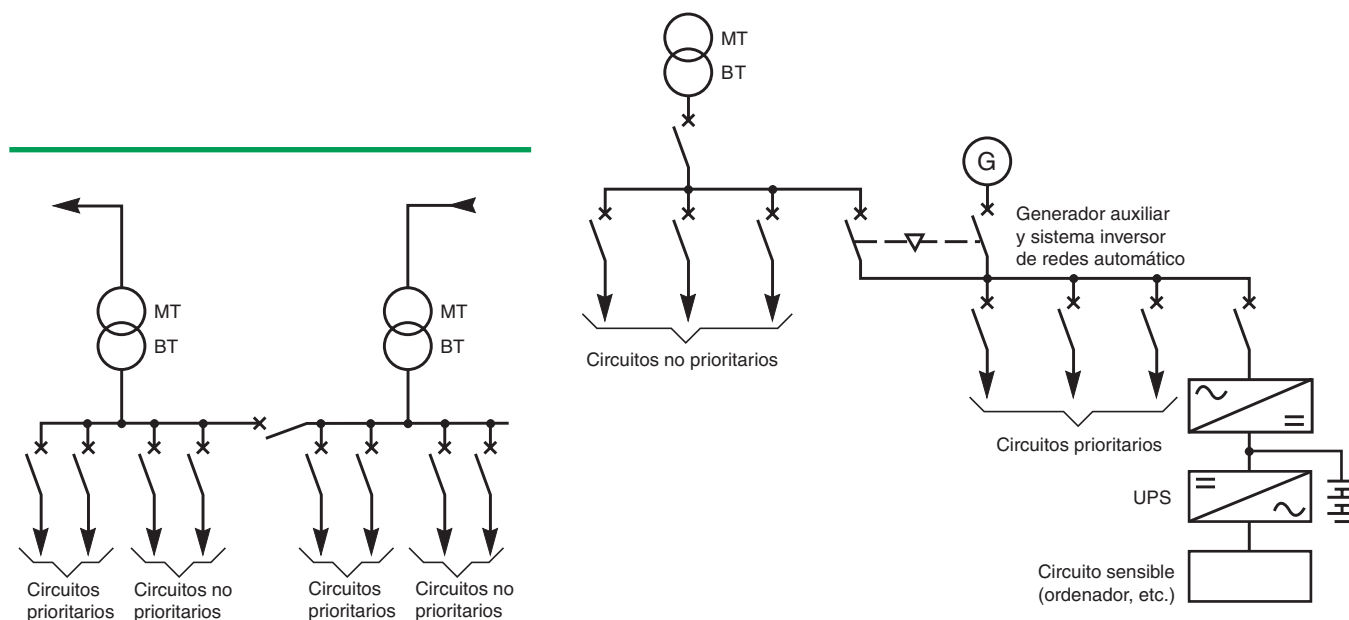 MT
BT
MT
BT
Circuitos
prioritarios
Circuitos no
prioritarios
Circuitos
prioritarios
Circuitos no
prioritarios
MT
BT
G
Generador auxiliar
y sistema inversor
de redes automático
Circuitos no prioritarios
Circuitos prioritarios
UPS
Circuito sensible
(ordenador, etc.)